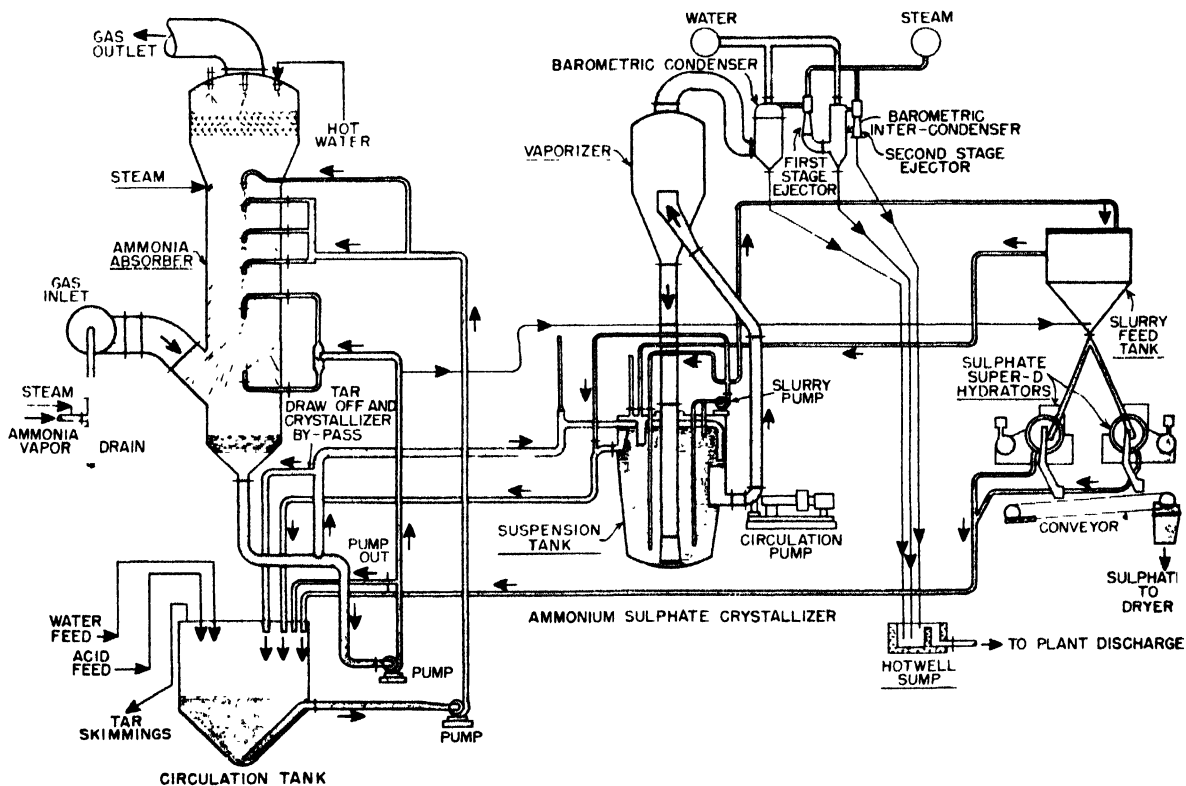 GAS
OUTLET
HOT
WATER
STEAM
AMMONIA
ABSORBER
GAS
INLET
STEAM
AMMONIA
VAPOR
DRAIN
TAR
DRAW OFF AND
CRYSTALLIZER
BY-PASS
PUMP
OUT
WATER
FEED
ACID
FEED
TAR
SKIMMINGS
PUMP
PUMP
CIRCULATION TANK
WATER
STEAM
BAROMETRIC CONDENSER
VAPORIZER
FIRST
STAGE
EJECTOR
BAROMETRIC
INTER-CONDENSER
SECOND STAGE
EJECTOR
SLURRY
PUMP
SUSPENSION
TANK
CIRCULATION
PUMP
AMMONIUM SULPHATE CRYSTALLIZER
SLURRY
FEED
TANK
SULPHATE
SUPER-D
HYDRATORS
CONVEYOR
SULPHATI
TO
DRYER
HOTWELL
SUMP
TO PLANT DISCHARGE